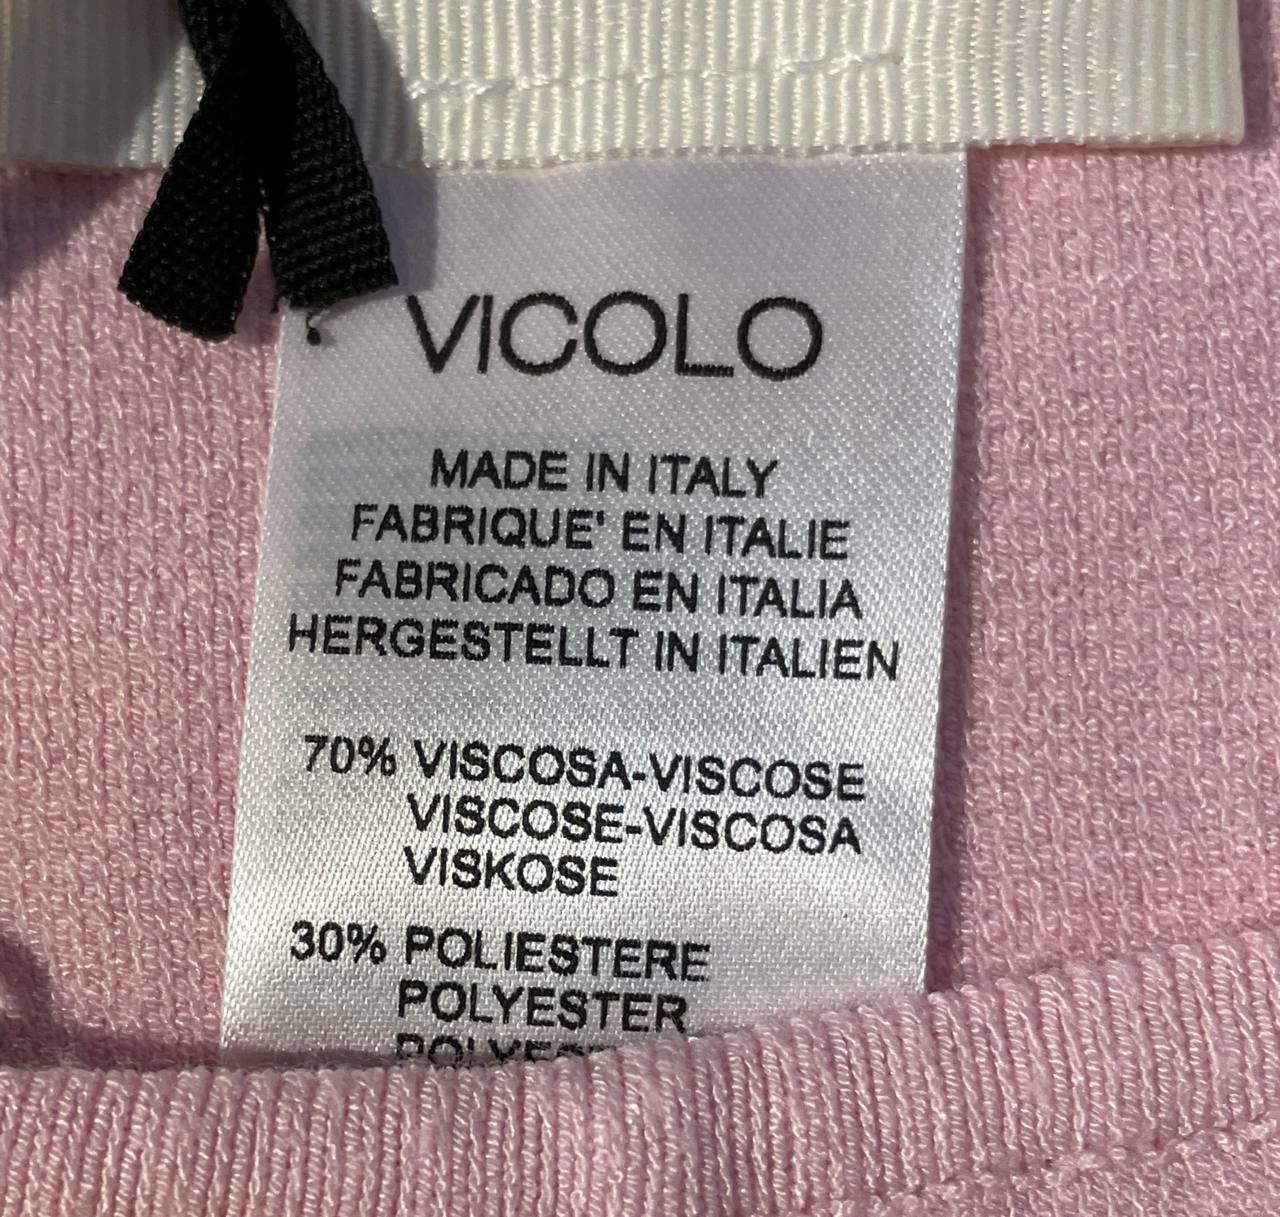 VICOLO
MADE IN ITALY
FABRIQUE' EN ITALIE
FABRICADO EN ITALIA
HERGESTELLT IN ITALIEN
70% VISCOSA-VISCOSE
VISCOSE-VISCOSA
VISKOSE
30% POLIESTERE
POLYESTER